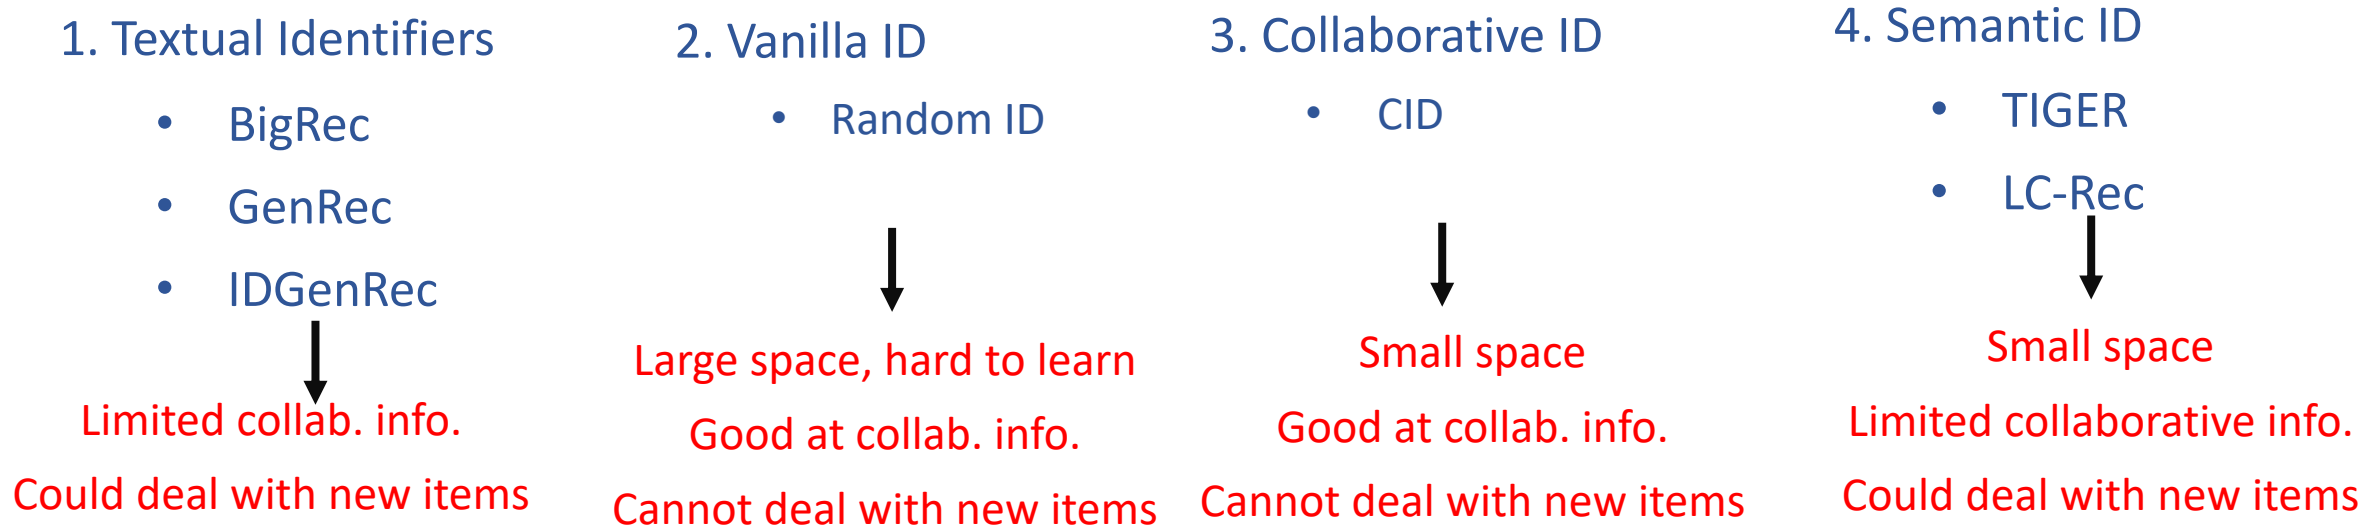 1. Textual Identifiers
• BigRec
• GenRec
• IDGenRec
Limited collab. info.
Could deal with new items
2. Vanilla ID
• Random ID
Large space, hard to learn
Good at collab. info.
Cannot deal with new items
3. Collaborative ID
• CID
Small space
Good at collab. info.
Cannot deal with new items
4. Semantic ID
• TIGER
• LC-Rec
Small space
Limited collaborative info.
Could deal with new items